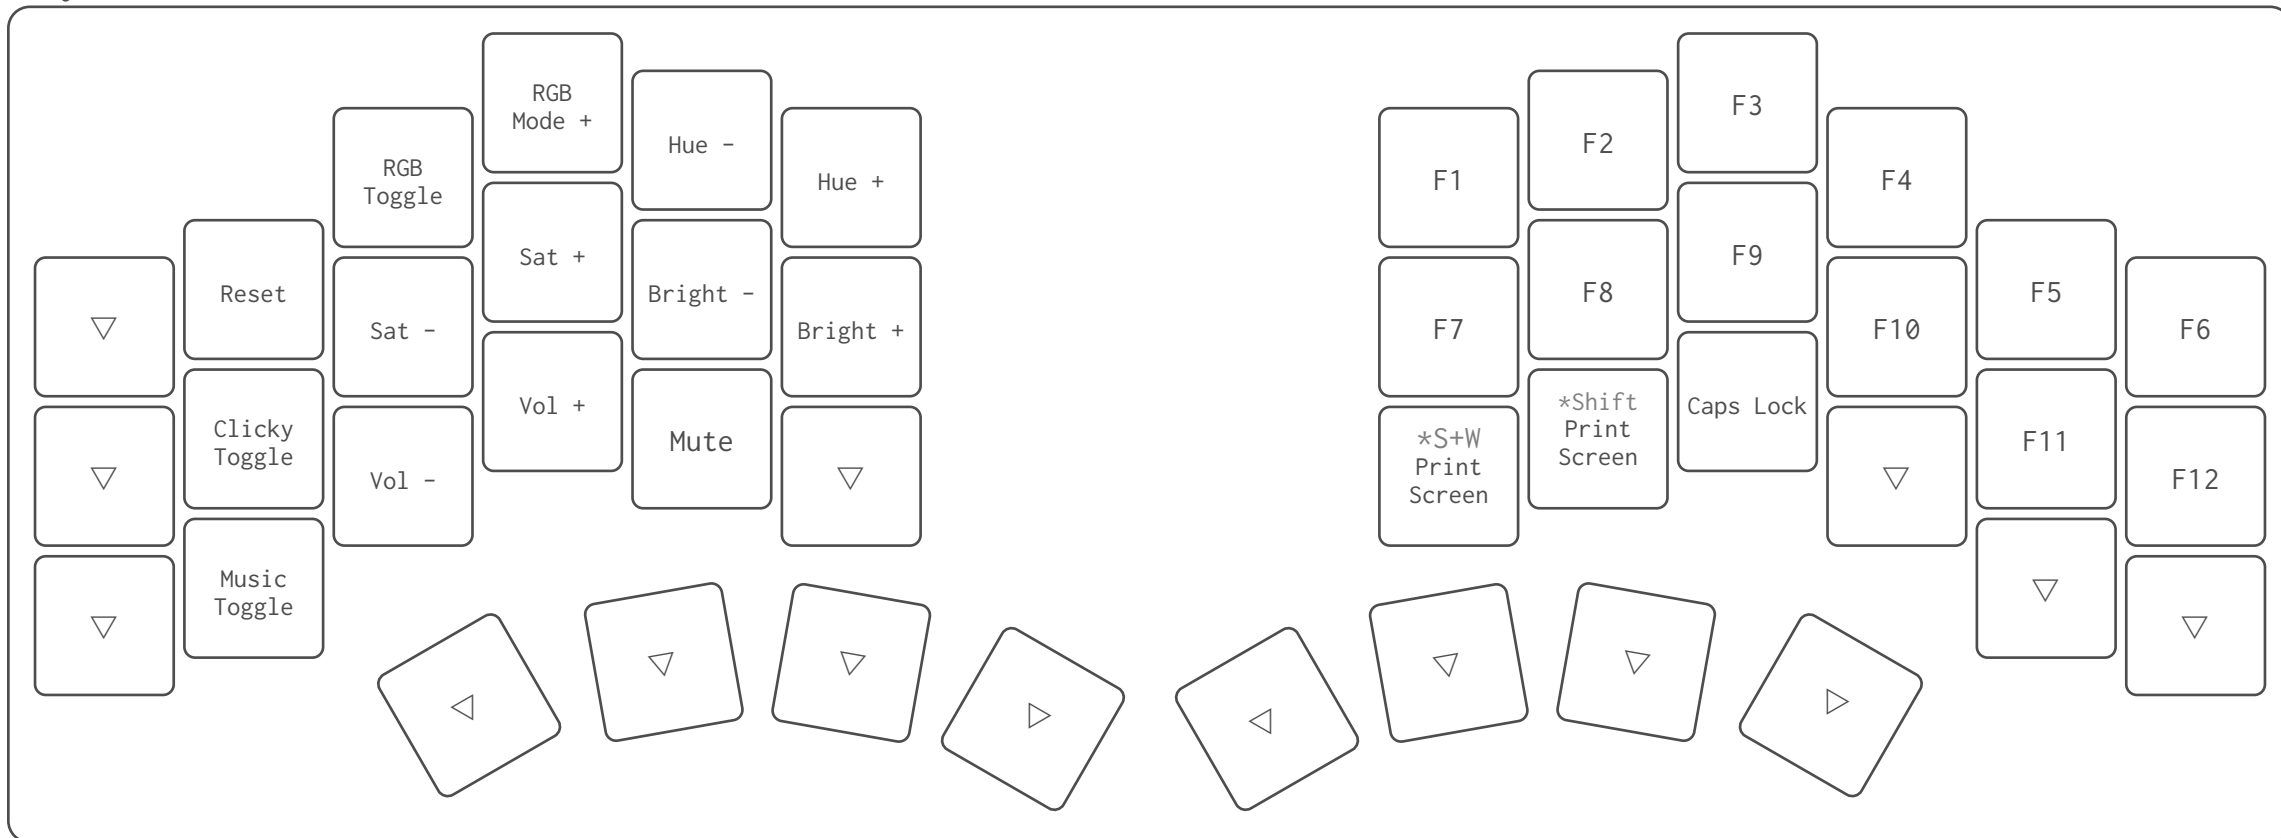 RGB
Mode +
Hue -
RGB
Toggle
Hue +
Reset
Sat +
Bright -
▽
Sat -
Bright +
Clicky
Toggle
Vol +
Mute
▽
Vol -
▽
Music
Toggle
▽
◁
▽
▽
▷
F3
F2
F1
F4
F9
F8
F5
F7
F10
F6
Caps Lock
*Shift
Print
Screen
F11
*S+W
Print
Screen
▽
F12
▽
▽
◁
▽
▽
▷